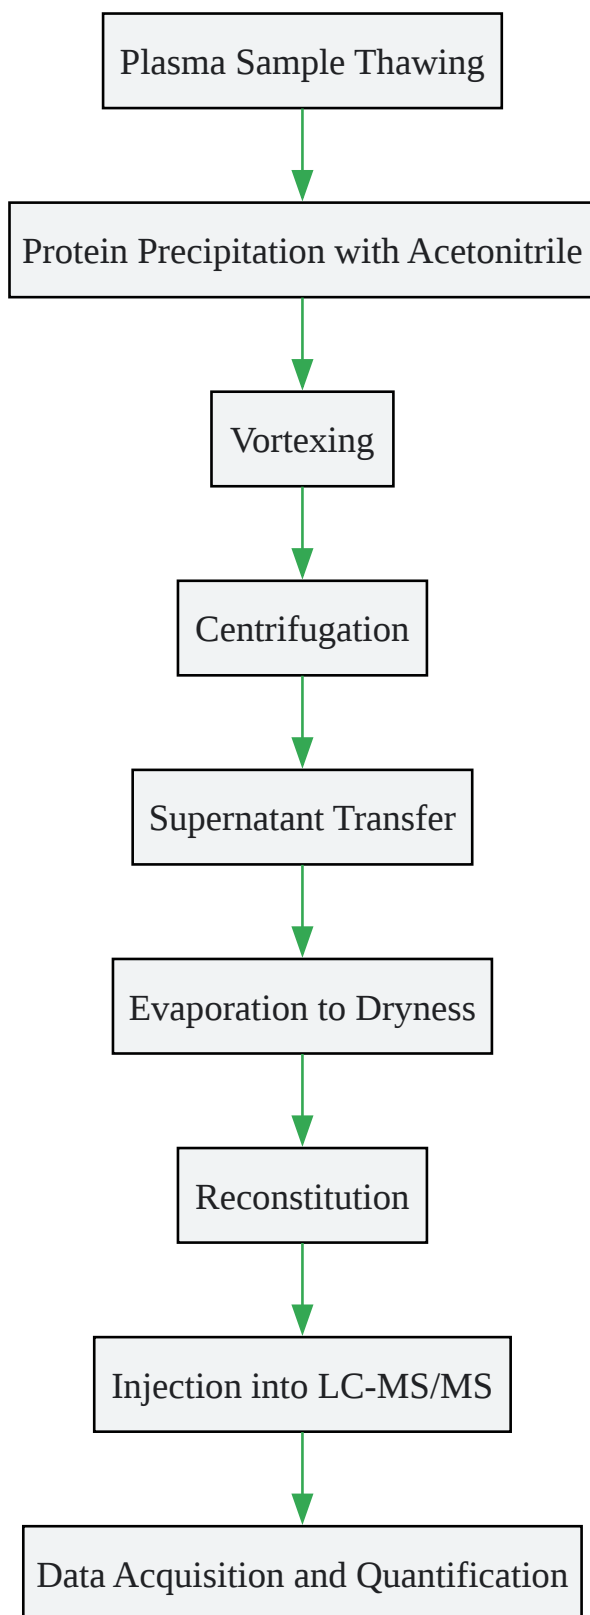 Plasma Sample Thawing
Protein Precipitation with Acetonitrile
Vortexing
Centrifugation
Supernatant Transfer
Evaporation to Dryness
Reconstitution
Injection into LC-MS/MS
Data Acquisition and Quantification